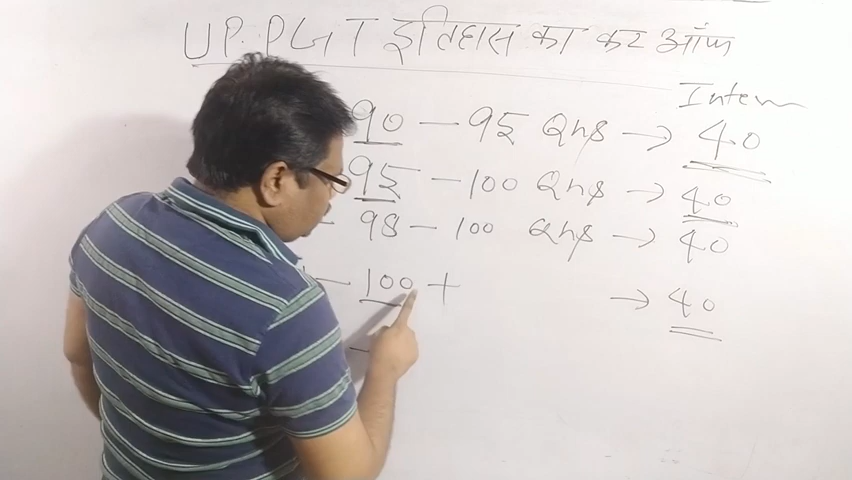 UP. PGT इतिहास का कट ऑफ
Interv
90 - 95 Qns → 40
95 - 100 Qns → 40
- 98 - 100 Qns → 40
- 100 + → 40
-